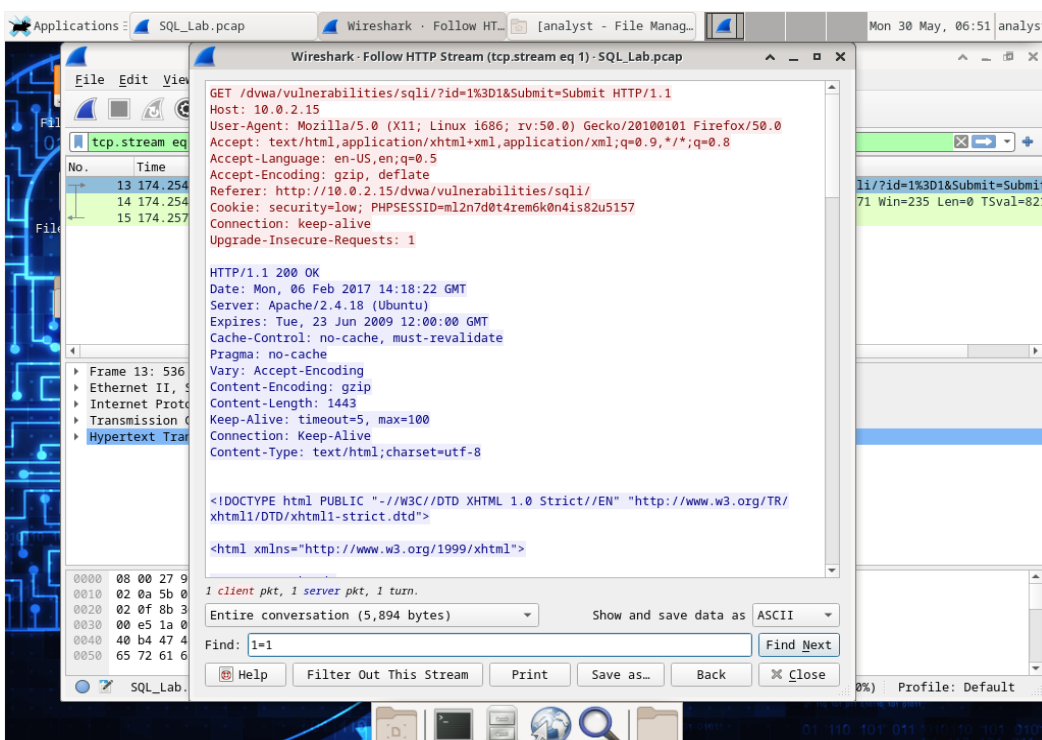 Applications
SQL_Lab.pcap
Wireshark · Follow HT…
[analyst - File Manag…
Mon 30 May, 06:51
analys
Wireshark · Follow HTTP Stream (tcp.stream eq 1) · SQL_Lab.pcap
File Edit View
tcp.stream eq
No. Time
13 174.254
14 174.254
15 174.257
li/?id=1%3D1&Submit=Submi
71 Win=235 Len=0 TSval=82
GET /dvwa/vulnerabilities/sqli/?id=1%3D1&Submit=Submit HTTP/1.1
Host: 10.0.2.15
User-Agent: Mozilla/5.0 (X11; Linux i686; rv:50.0) Gecko/20100101 Firefox/50.0
Accept: text/html,application/xhtml+xml,application/xml;q=0.9,*/*;q=0.8
Accept-Language: en-US,en;q=0.5
Accept-Encoding: gzip, deflate
Referer: http://10.0.2.15/dvwa/vulnerabilities/sqli/
Cookie: security=low; PHPSESSID=ml2n7d0t4rem6k0n4is82u5157
Connection: keep-alive
Upgrade-Insecure-Requests: 1
HTTP/1.1 200 OK
Date: Mon, 06 Feb 2017 14:18:22 GMT
Server: Apache/2.4.18 (Ubuntu)
Expires: Tue, 23 Jun 2009 12:00:00 GMT
Cache-Control: no-cache, must-revalidate
Pragma: no-cache
Vary: Accept-Encoding
Content-Encoding: gzip
Content-Length: 1443
Keep-Alive: timeout=5, max=100
Connection: Keep-Alive
Content-Type: text/html;charset=utf-8
<!DOCTYPE html PUBLIC "-//W3C//DTD XHTML 1.0 Strict//EN" "http://www.w3.org/TR/
xhtml1/DTD/xhtml1-strict.dtd">
<html xmlns="http://www.w3.org/1999/xhtml">
Frame 13: 536
Ethernet II, S
Internet Proto
Transmission C
Hypertext Tran
0000 08 00 27 9
0010 02 0a 5b 0
0020 02 0f 8b 3
0030 00 e5 1a 0
0040 40 b4 47 4
0050 65 72 61 6
1 client pkt, 1 server pkt, 1 turn.
Entire conversation (5,894 bytes)
Show and save data as ASCII
Find: 1=1
Find Next
Help
Filter Out This Stream
Print
Save as…
Back
Close
SQL_Lab.
0%) Profile: Default